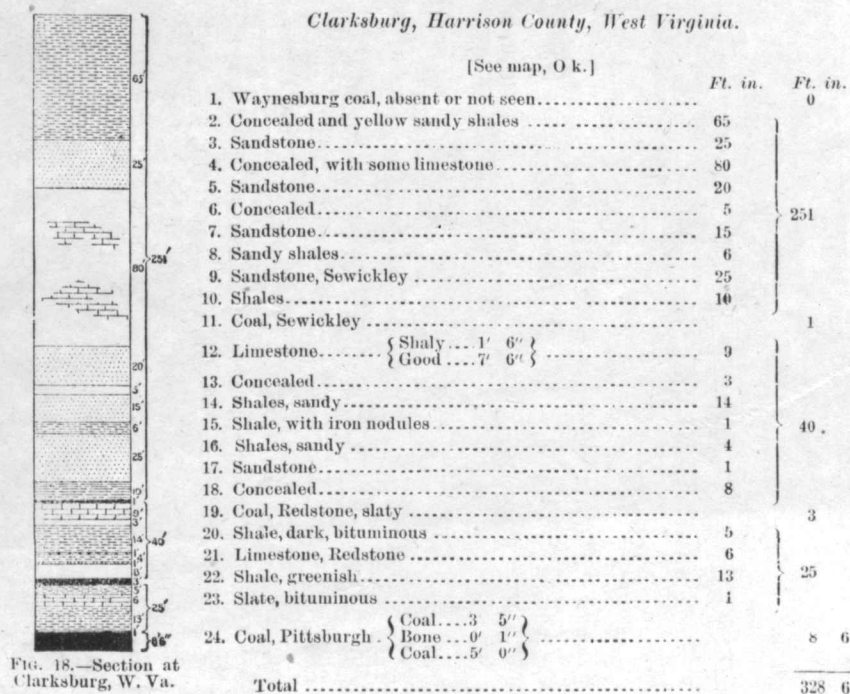 Clarksburg, Harrison County, West Virginia.
[See map, O k.]
Ft. in. Ft. in.
1. Waynesburg coal, absent or not seen 0
2. Concealed and yellow sandy shales 65
3. Sandstone 25
4. Concealed, with some limestone 80
5. Sandstone 20
6. Concealed 5
7. Sandstone 15
8. Sandy shales 6
9. Sandstone, Sewickley 25
10. Shales 10
251
11. Coal, Sewickley 1
12. Limestone { Shaly.... 1' 6" } 9
{ Good .... 7' 6" }
13. Concealed 3
14. Shales, sandy 14
15. Shale, with iron nodules 1
16. Shales, sandy 4
17. Sandstone 1
18. Concealed 8
40
19. Coal, Redstone, slaty 3
20. Shale, dark, bituminous 5
21. Limestone, Redstone 6
22. Shale, greenish 13
23. Slate, bituminous 1
25
24. Coal, Pittsburgh { Coal.... 3 5" } 8 6
{ Bone ... 0' 1" }
{ Coal.... 5' 0" }
Total 328 6
65'
25'
80'
251'
20'
5'
15'
6'
25'
10'
1'
9'
3'
14'
40'
1'
4'
1'
8'
3'
5'
6
25'
13'
1'
8'6"
FIG. 18.—Section at
Clarksburg, W. Va.